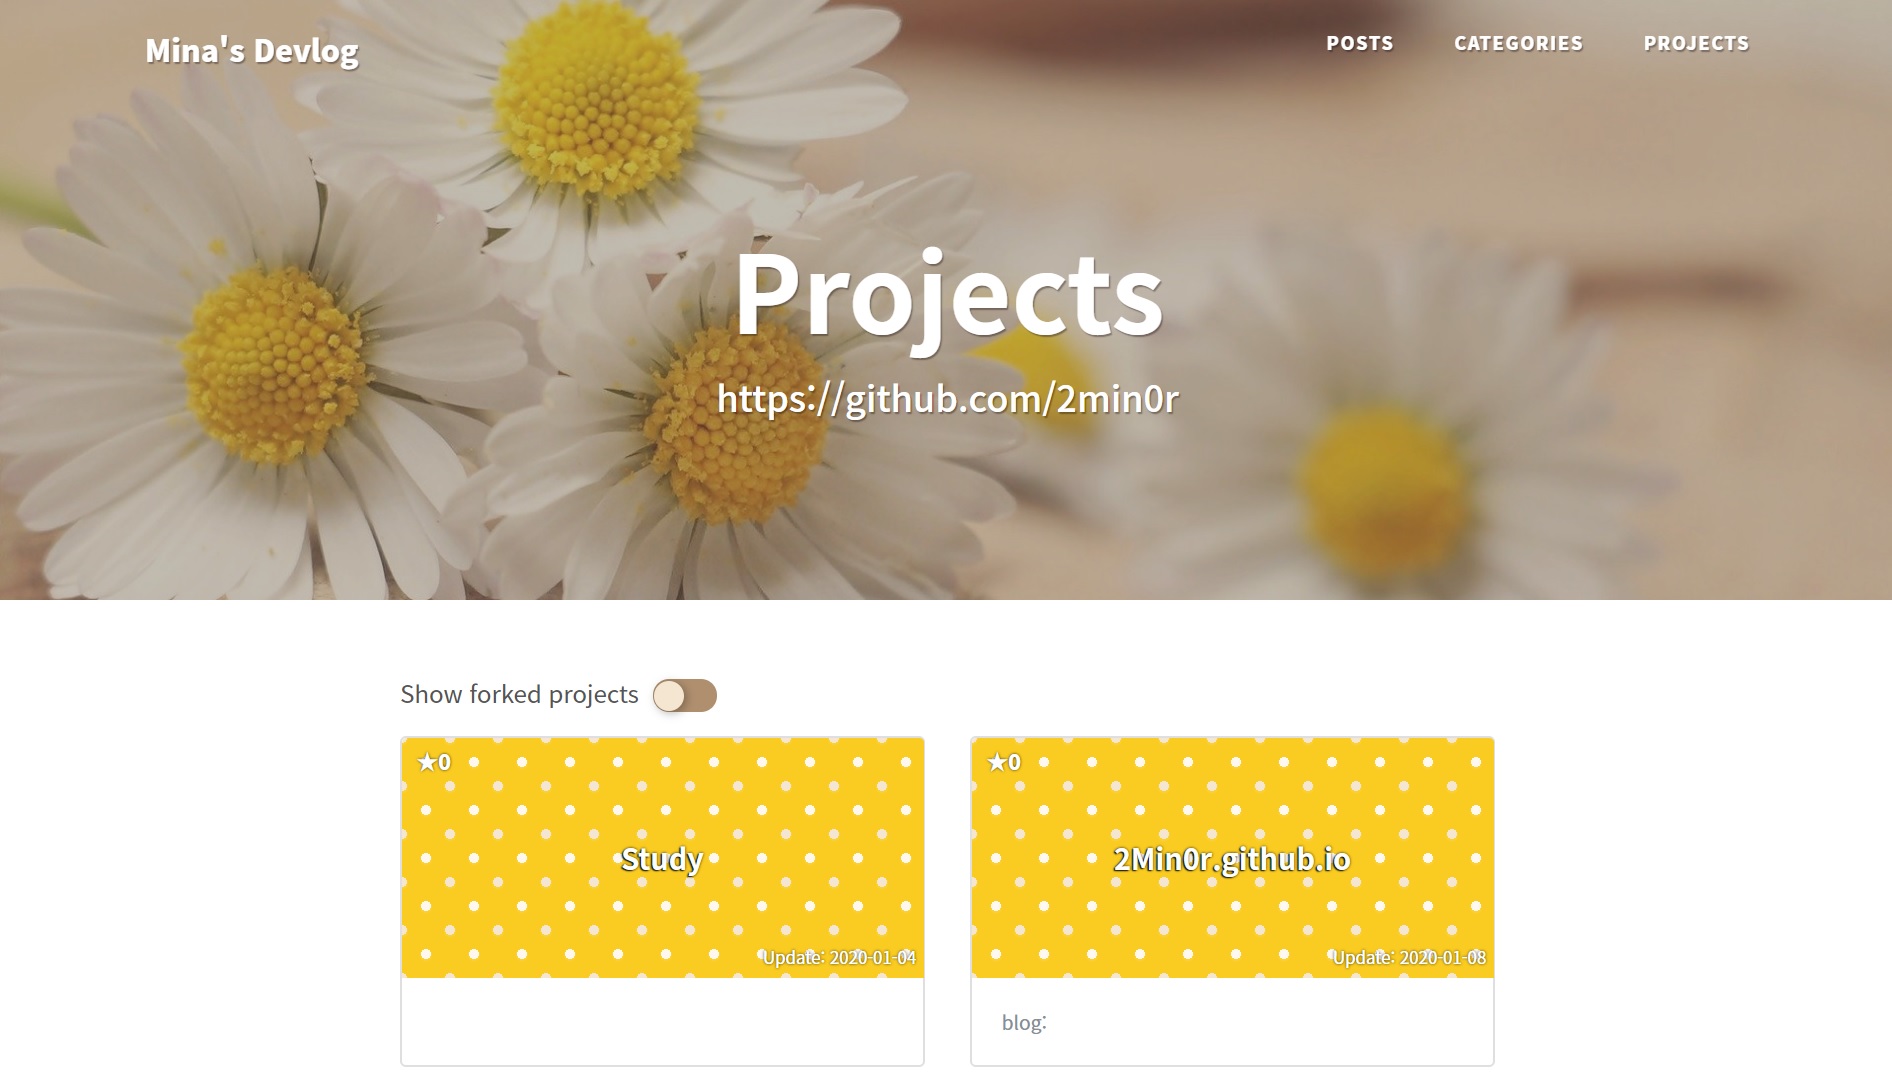 Mina's Devlog
POSTS CATEGORIES PROJECTS
Projects
https://github.com/2min0r
Show forked projects
★0
Study
Update: 2020-01-04
★0
2Min0r.github.io
Update: 2020-01-08
blog: